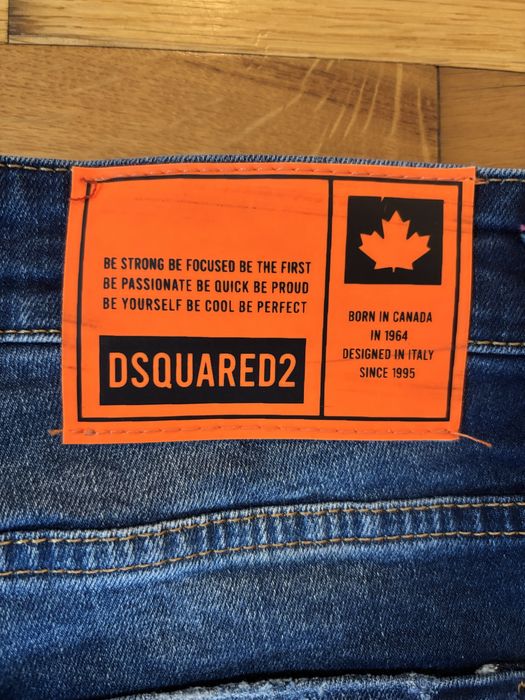 BE STRONG BE FOCUSED BE THE FIRST
BE PASSIONATE BE QUICK BE PROUD
BE YOURSELF BE COOL BE PERFECT
DSQUARED2
BORN IN CANADA
IN 1964
DESIGNED IN ITALY
SINCE 1995